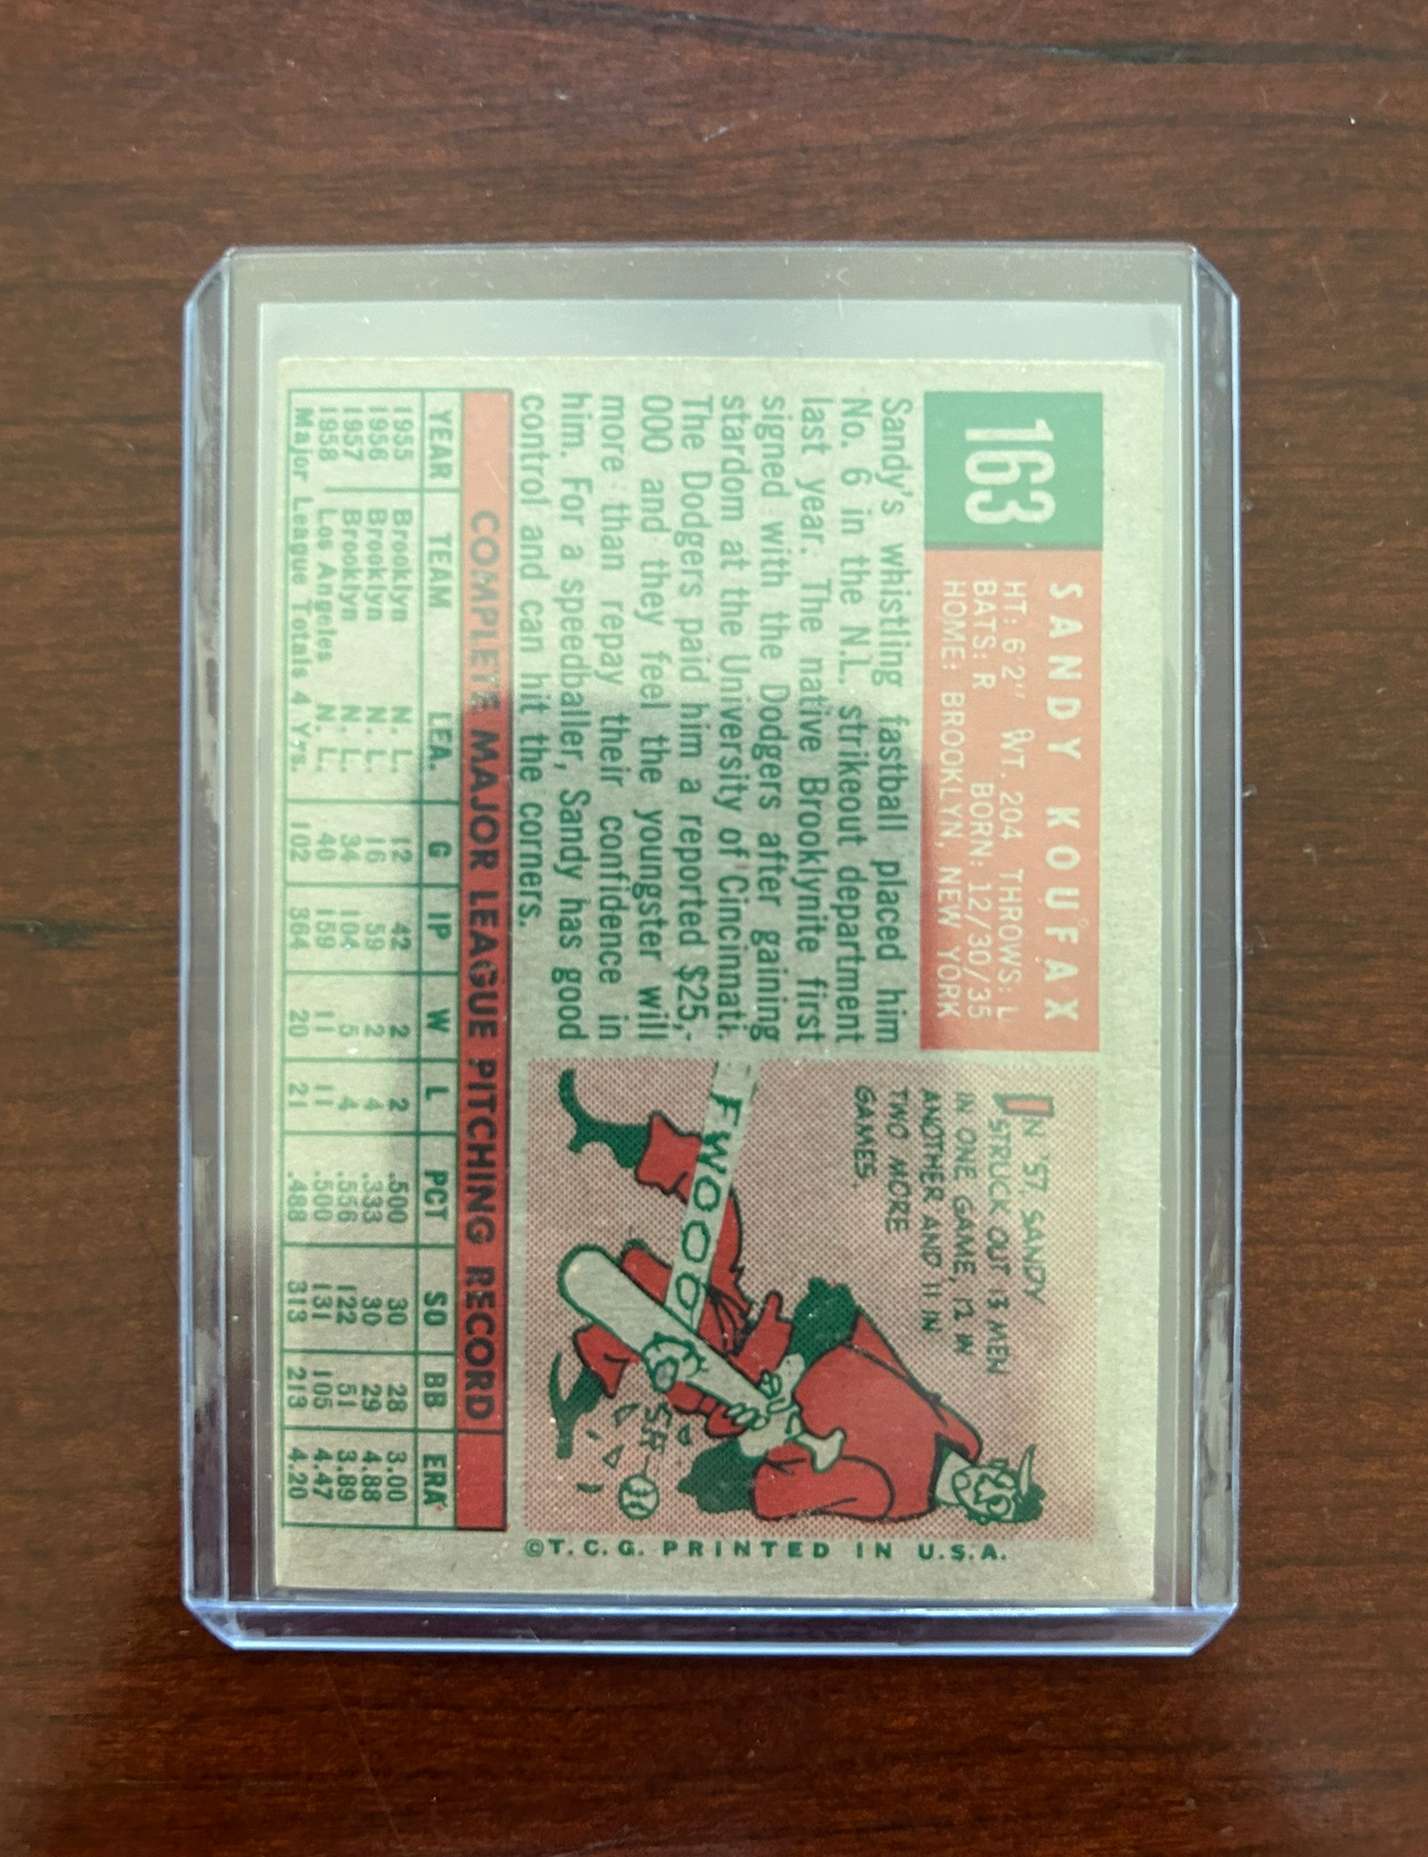 163
SANDY KOUFAX
HT: 6'2" WT. 204 THROWS: L
BATS: R BORN: 12/30/35
HOME: BROOKLYN, NEW YORK
Sandy's whistling fastball placed him
No. 6 in the N.L. strikeout department
last year. The native Brooklynite first
signed with the Dodgers after gaining
stardom at the University of Cincinnati.
The Dodgers paid him a reported $25,-
000 and they feel the youngster will
more than repay their confidence in
him. For a speedballer, Sandy has good
control and can hit the corners.
IN '57, SANDY
STRUCK OUT 13 MEN
IN ONE GAME, 12 IN
ANOTHER AND 11 IN
TWO MORE
GAMES.
FWOOO
COMPLETE MAJOR LEAGUE PITCHING RECORD
YEAR TEAM LEA. G IP W L PCT SO BB ERA
1955 Brooklyn N. L. 12 42 2 2 .500 30 28 3.00
1956 Brooklyn N. L. 16 59 2 4 .333 30 29 4.88
1957 Brooklyn N. L. 34 104 5 4 .556 122 51 3.89
1958 Los Angeles N. L. 40 159 11 11 .500 131 105 4.47
Major League Totals 4 Yrs. 102 364 20 21 .488 313 213 4.20
©T.C.G. PRINTED IN U.S.A.